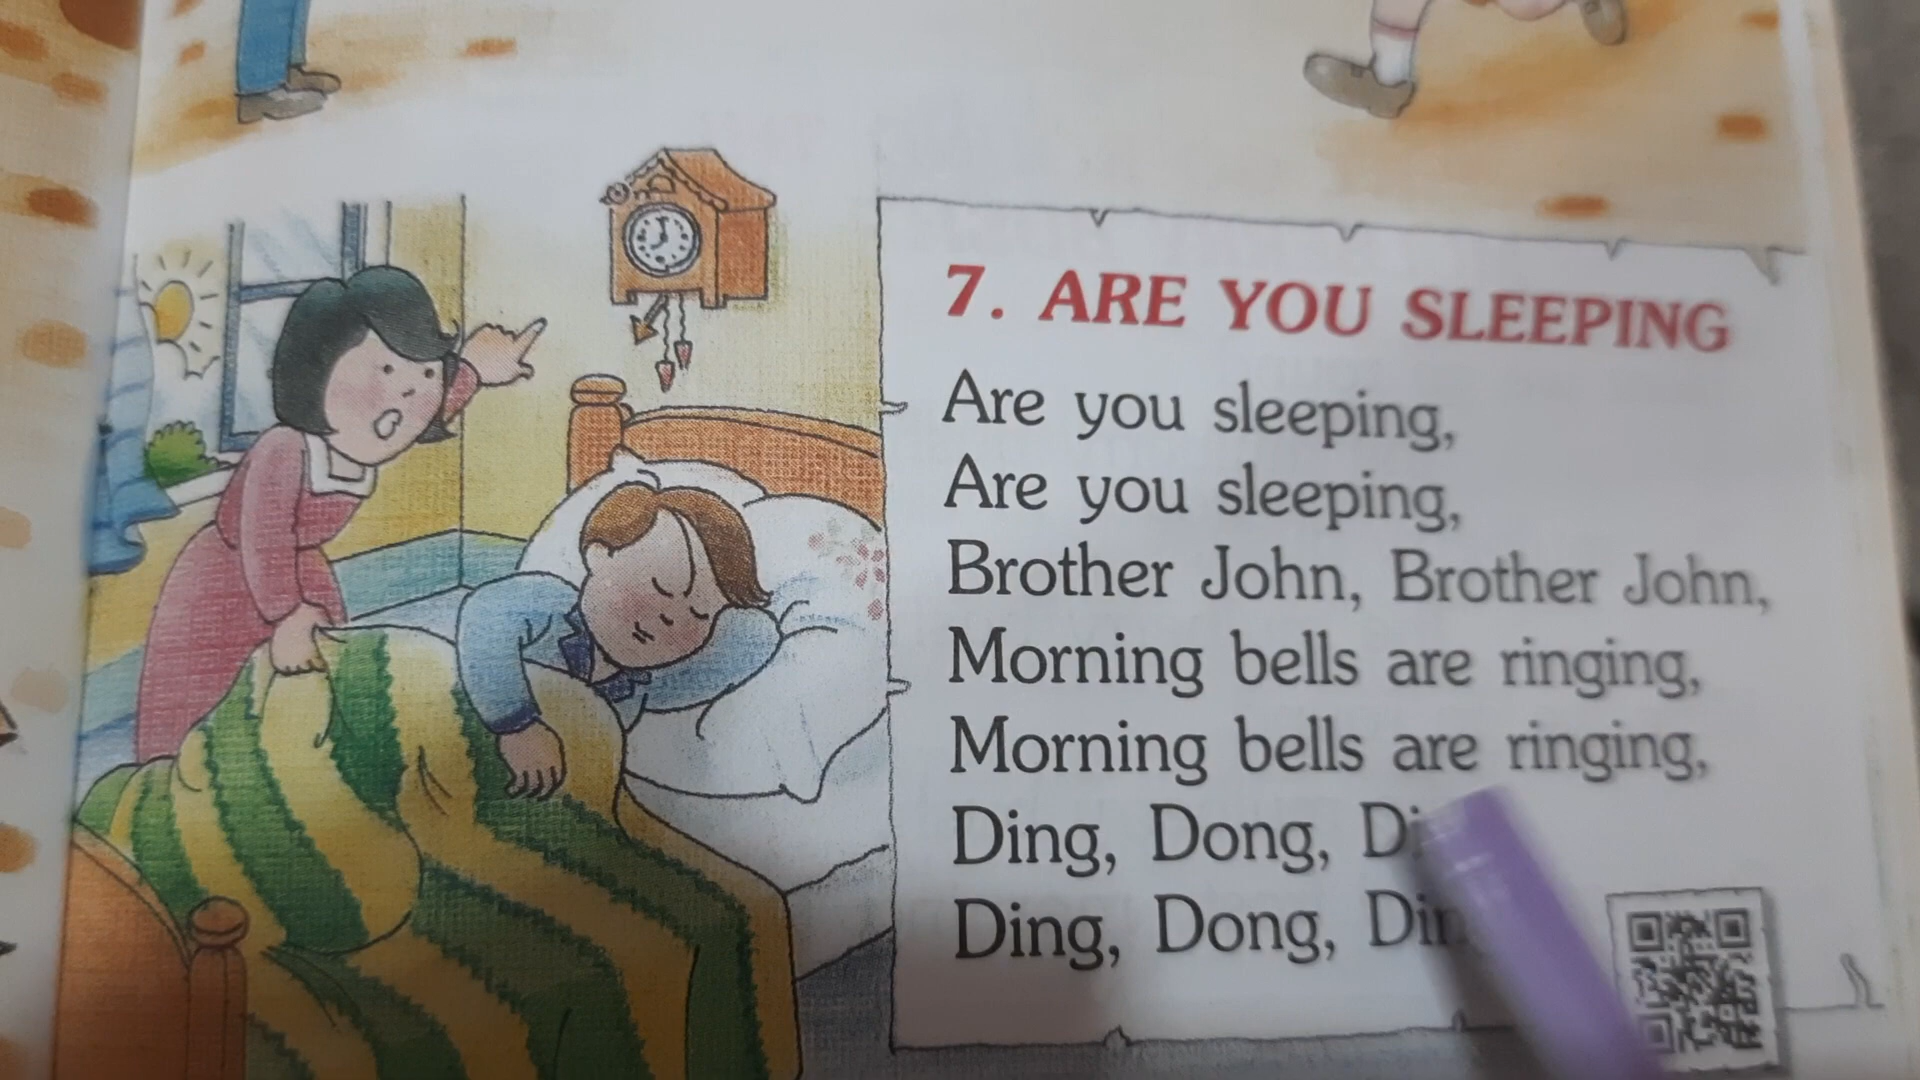 7. ARE YOU SLEEPING
Are you sleeping,
Are you sleeping,
Brother John, Brother John,
Morning bells are ringing,
Morning bells are ringing,
Ding, Dong,
Ding, Dong,